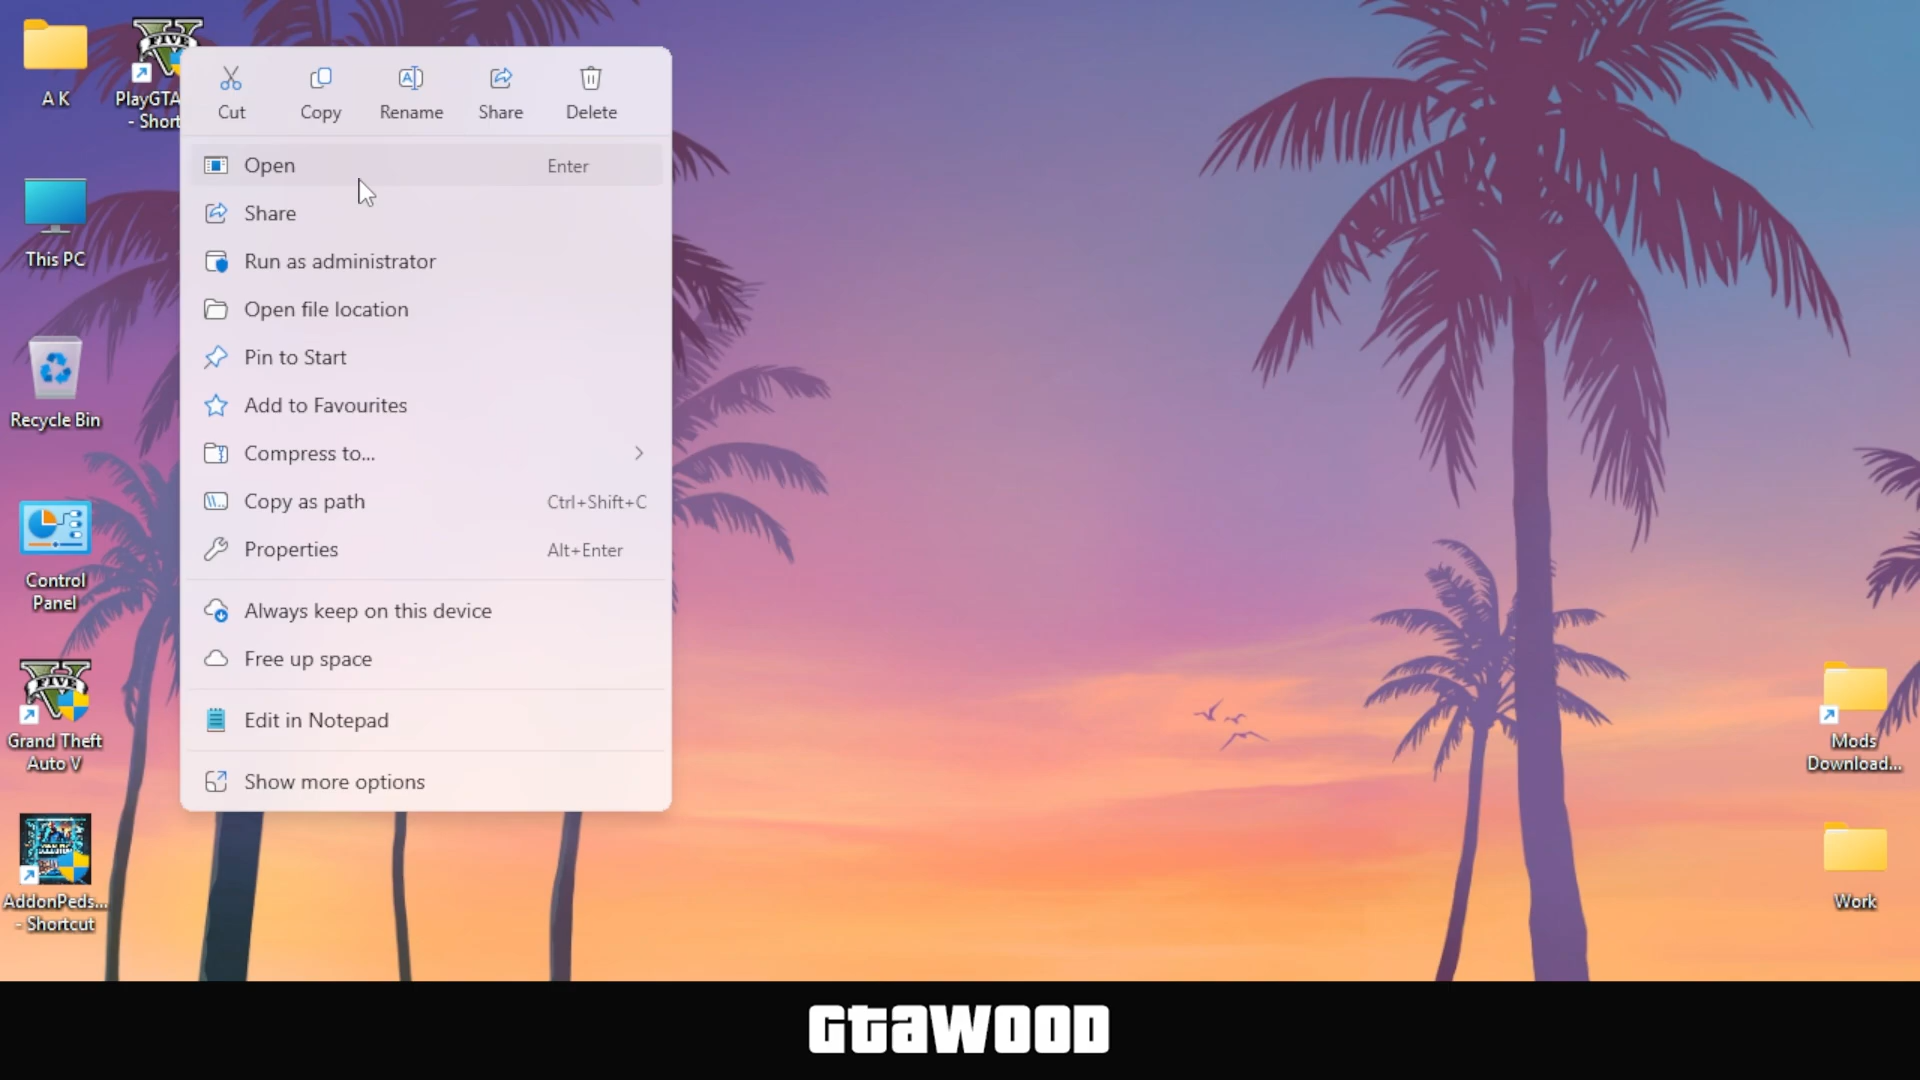 A K
PlayGTA
- Short
This PC
Recycle Bin
Control
Panel
Grand Theft
Auto V
AddonPeds...
- Shortcut
Cut
Copy
Rename
Share
Delete
Open Enter
Share
Run as administrator
Open file location
Pin to Start
Add to Favourites
Compress to...
Copy as path Ctrl+Shift+C
Properties Alt+Enter
Always keep on this device
Free up space
Edit in Notepad
Show more options
Mods
Download...
Work
GtaWOOD